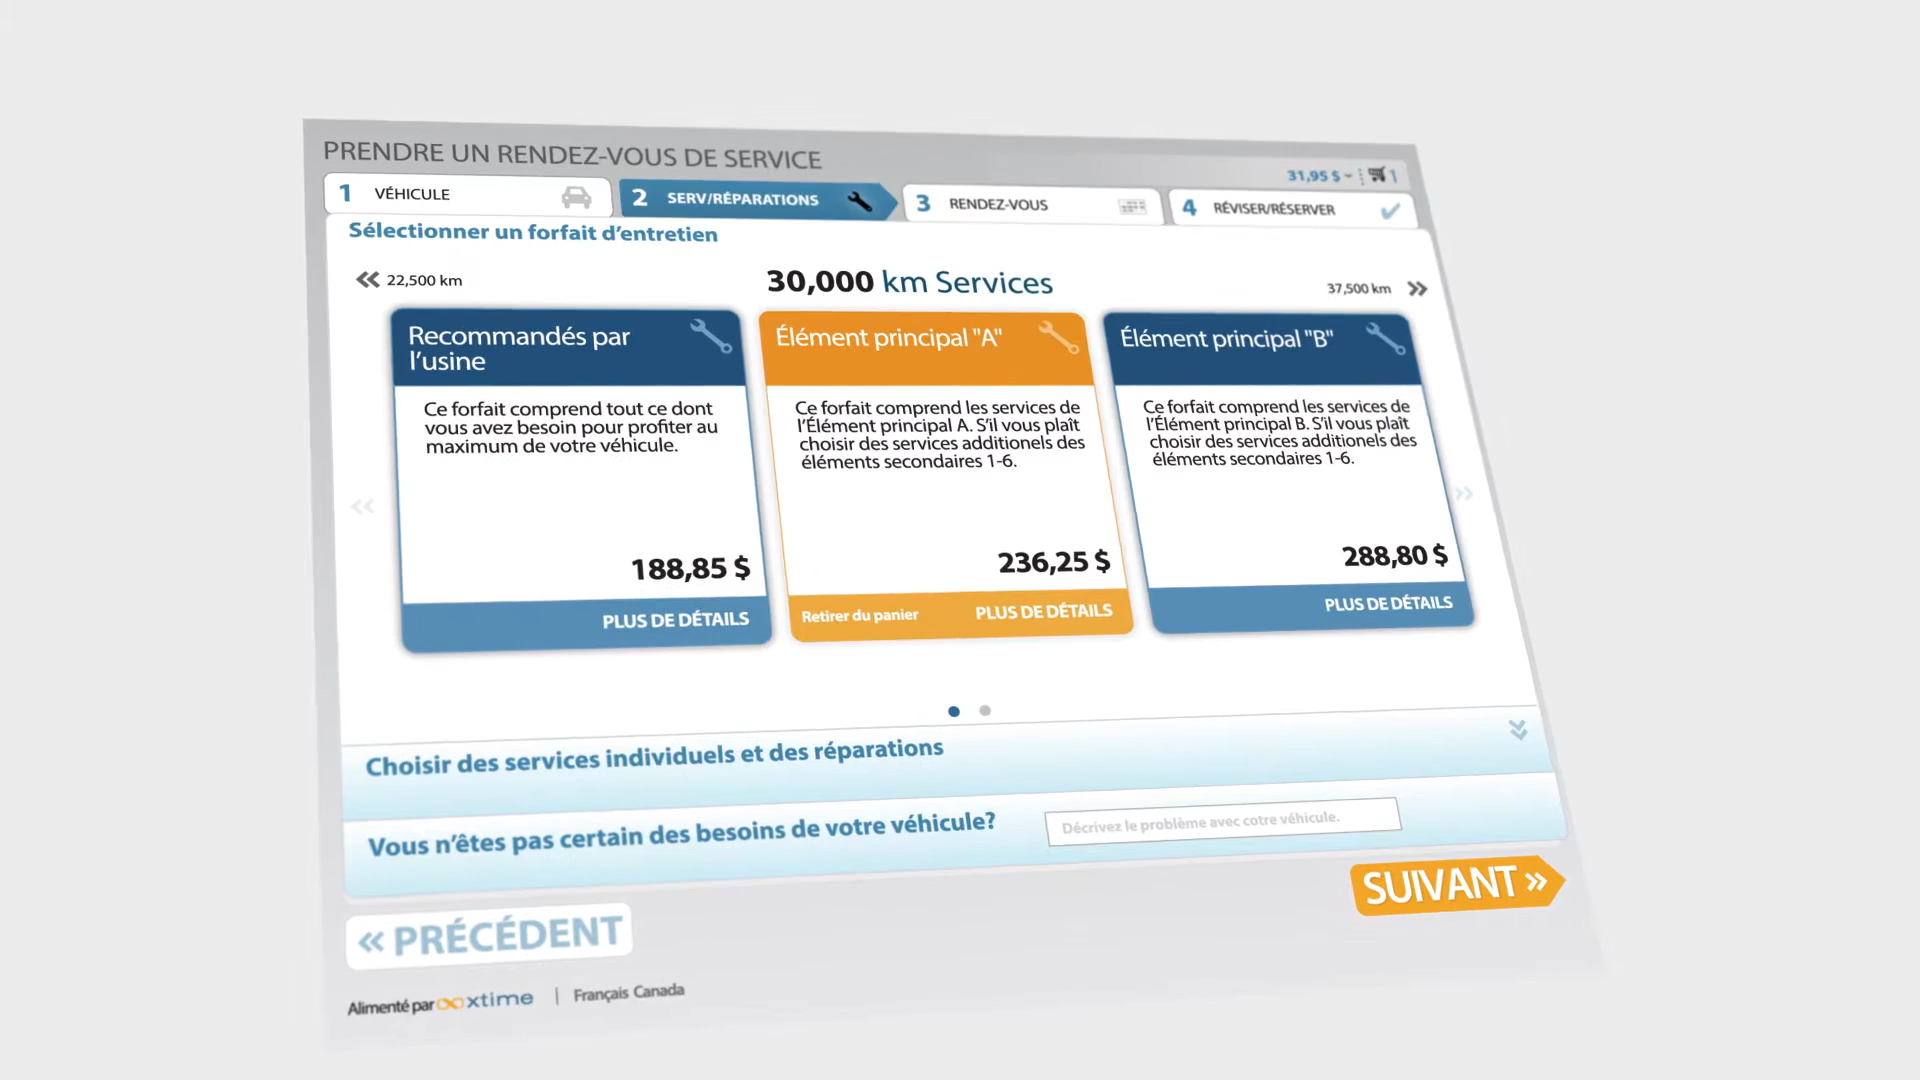 PRENDRE UN RENDEZ-VOUS DE SERVICE
31,95 $ 1
1 VÉHICULE
2 SERV/RÉPARATIONS
3 RENDEZ-VOUS
4 RÉVISER/RÉSERVER
Sélectionner un forfait d’entretien
« 22,500 km
30,000 km Services
37,500 km »
Recommandés par
l’usine
Ce forfait comprend tout ce dont
vous avez besoin pour profiter au
maximum de votre véhicule.
188,85 $
PLUS DE DÉTAILS
Élément principal "A"
Ce forfait comprend les services de
l’Élément principal A. S’il vous plaît
choisir des services additionels des
éléments secondaires 1-6.
236,25 $
Retirer du panier
PLUS DE DÉTAILS
Élément principal "B"
Ce forfait comprend les services de
l’Élément principal B. S’il vous plaît
choisir des services additionels des
éléments secondaires 1-6.
288,80 $
PLUS DE DÉTAILS
Choisir des services individuels et des réparations
Vous n’êtes pas certain des besoins de votre véhicule?
Décrivez le problème avec cotre véhicule.
SUIVANT »
« PRÉCÉDENT
Alimenté par xtime | Français Canada